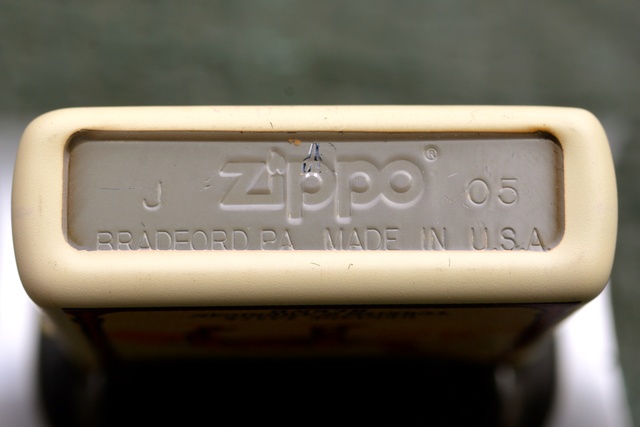 J zippo® 05
BRADFORD PA MADE IN U.S.A.